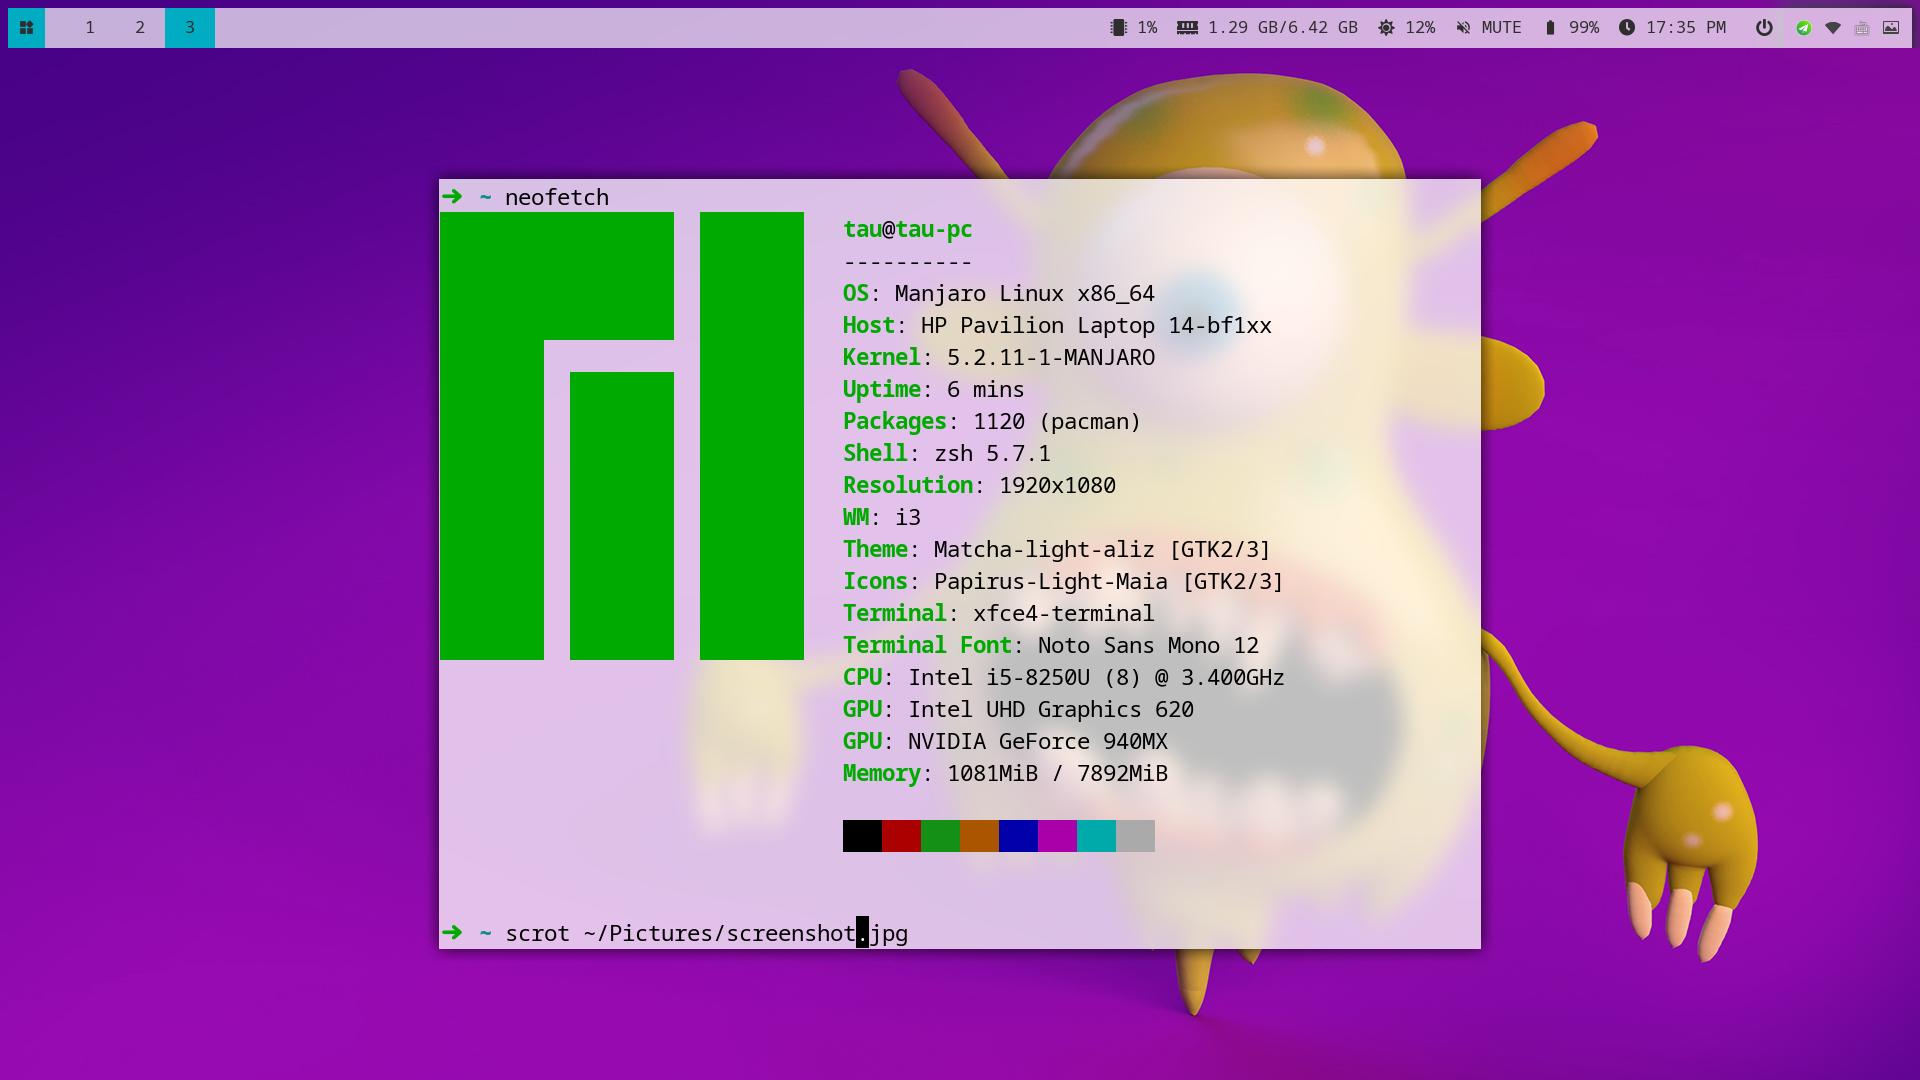 1 2 3 1% 1.29 GB/6.42 GB 12% MUTE 99% 17:35 PM
➜ ~ neofetch
tau@tau-pc
----------
OS: Manjaro Linux x86_64
Host: HP Pavilion Laptop 14-bf1xx
Kernel: 5.2.11-1-MANJARO
Uptime: 6 mins
Packages: 1120 (pacman)
Shell: zsh 5.7.1
Resolution: 1920x1080
WM: i3
Theme: Matcha-light-aliz [GTK2/3]
Icons: Papirus-Light-Maia [GTK2/3]
Terminal: xfce4-terminal
Terminal Font: Noto Sans Mono 12
CPU: Intel i5-8250U (8) @ 3.400GHz
GPU: Intel UHD Graphics 620
GPU: NVIDIA GeForce 940MX
Memory: 1081MiB / 7892MiB
➜ ~ scrot ~/Pictures/screenshot.jpg